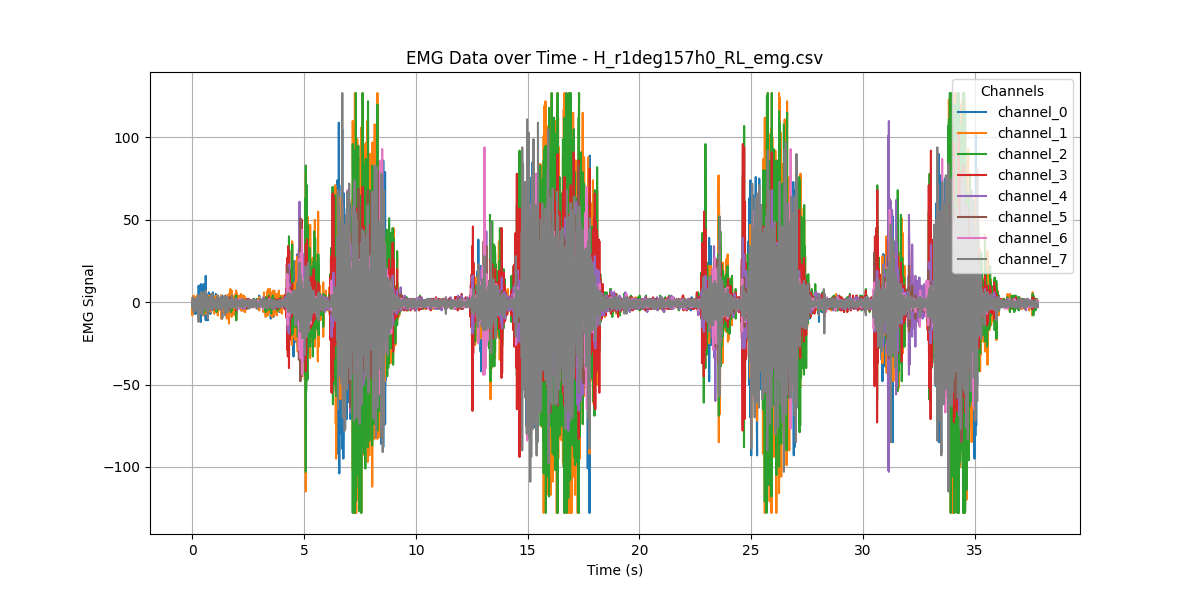 EMG Data over Time - H_r1deg157h0_RL_emg.csv
Channels
channel_0
channel_1
channel_2
channel_3
channel_4
channel_5
channel_6
channel_7
EMG Signal
100
50
0
−50
−100
0 5 10 15 20 25 30 35
Time (s)